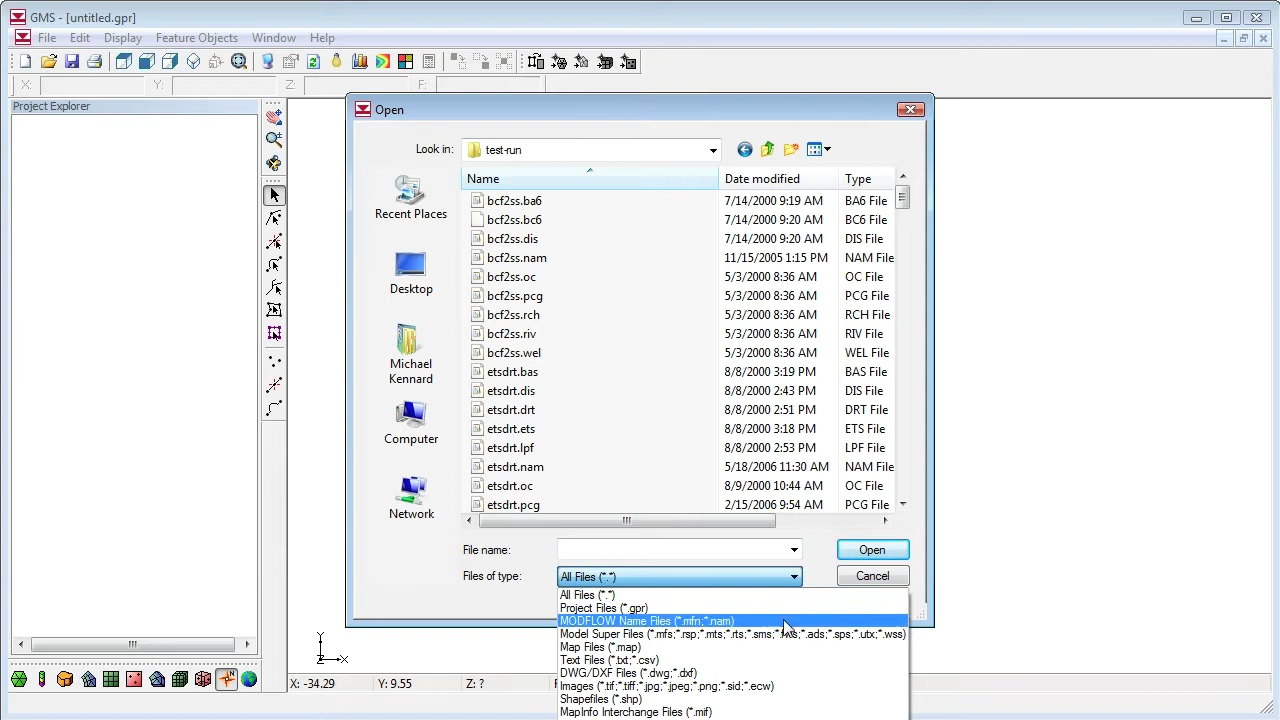 GMS - [untitled.gpr]
File Edit Display Feature Objects Window Help
X: Y: Z: F:
Project Explorer
Open
Look in: test-run
Name Date modified Type
bcf2ss.ba6 7/14/2000 9:19 AM BA6 File
bcf2ss.bc6 7/14/2000 9:20 AM BC6 File
bcf2ss.dis 7/14/2000 9:20 AM DIS File
bcf2ss.nam 11/15/2005 1:15 PM NAM File
bcf2ss.oc 5/3/2000 8:36 AM OC File
bcf2ss.pcg 5/3/2000 8:36 AM PCG File
bcf2ss.rch 5/3/2000 8:36 AM RCH File
bcf2ss.riv 5/3/2000 8:36 AM RIV File
bcf2ss.wel 5/3/2000 8:36 AM WEL File
etsdrt.bas 8/8/2000 3:19 PM BAS File
etsdrt.dis 8/8/2000 2:43 PM DIS File
etsdrt.drt 8/8/2000 2:51 PM DRT File
etsdrt.ets 8/8/2000 3:18 PM ETS File
etsdrt.lpf 8/8/2000 2:53 PM LPF File
etsdrt.nam 5/18/2006 11:30 AM NAM File
etsdrt.oc 8/9/2000 10:44 AM OC File
etsdrt.pcg 2/15/2006 9:54 AM PCG File
Recent Places
Desktop
Michael
Kennard
Computer
Network
File name: Open
Files of type: All Files (*.*) Cancel
All Files (*.*)
Project Files (*.gpr)
MODFLOW Name Files (*.mfn;*.nam)
Model Super Files (*.mfs;*.rsp;*.mts;*.rts;*.sms;*.ws;*.ads;*.sps;*.utx;*.wss)
Map Files (*.map)
Text Files (*.txt;*.csv)
DWG/DXF Files (*.dwg;*.dxf)
Images (*.tif;*.tiff;*.jpg;*.jpeg;*.png;*.sid;*.ecw)
Shapefiles (*.shp)
MapInfo Interchange Files (*.mif)
Y
Z X
X: -34.29 Y: 9.55 Z: ?